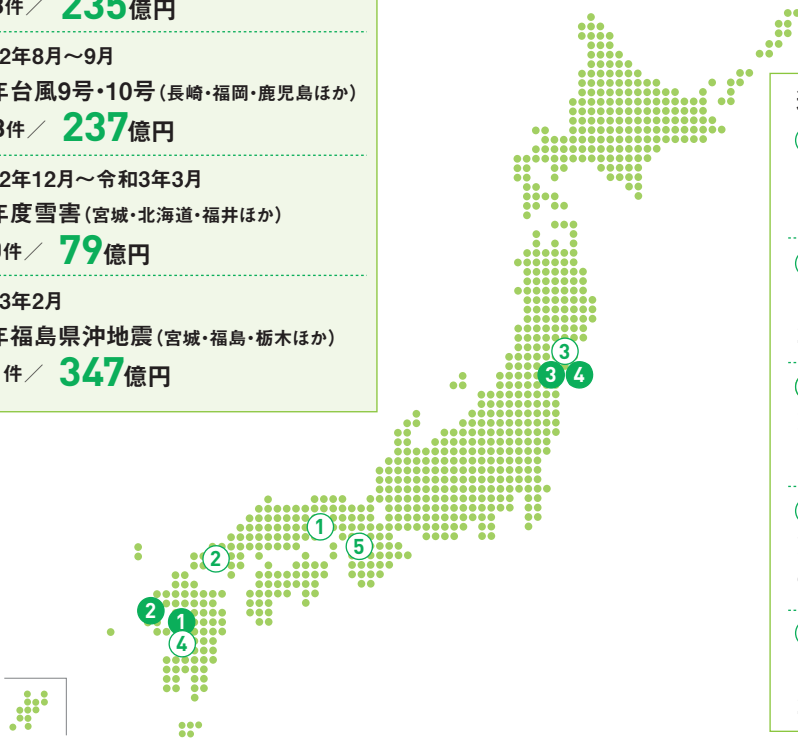 件／ 235億円
2年8月〜9月
年台風9号・10号（長崎・福岡・鹿児島ほか）
件／ 237億円
2年12月〜令和3年3月
年度雪害（宮城・北海道・福井ほか）
件／ 79億円
3年2月
年福島県沖地震（宮城・福島・栃木ほか）
件／ 347億円
3
3 4
1
5
2
2
1
4